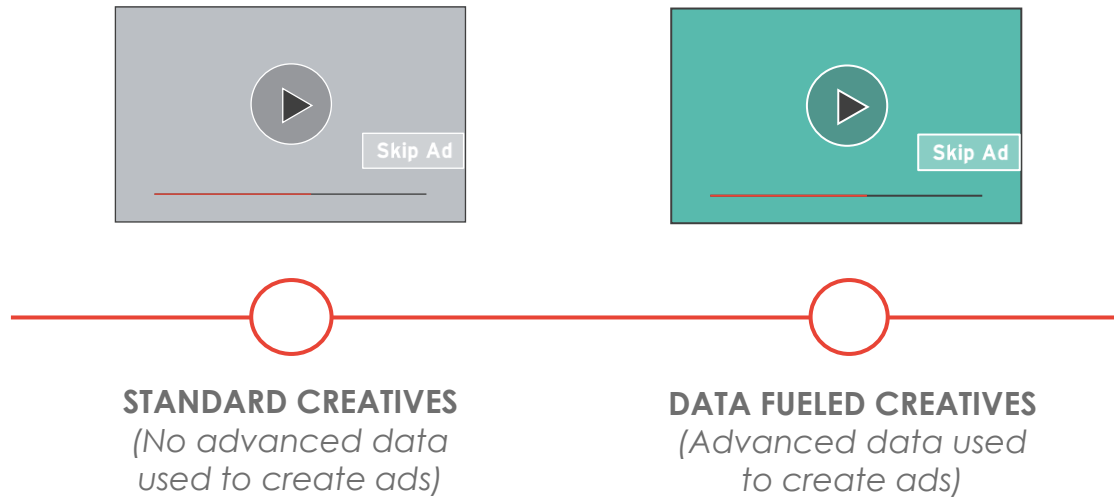 Skip Ad
Skip Ad
STANDARD CREATIVES
(No advanced data
used to create ads)
DATA FUELED CREATIVES
(Advanced data used
to create ads)